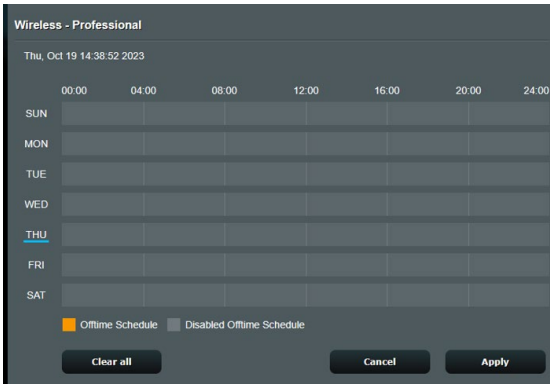 Wireless - Professional
Thu, Oct 19 14:38:52 2023
00:00 04:00 08:00 12:00 16:00 20:00 24:00
SUN
MON
TUE
WED
THU
FRI
SAT
Offtime Schedule Disabled Offtime Schedule
Clear all Cancel Apply